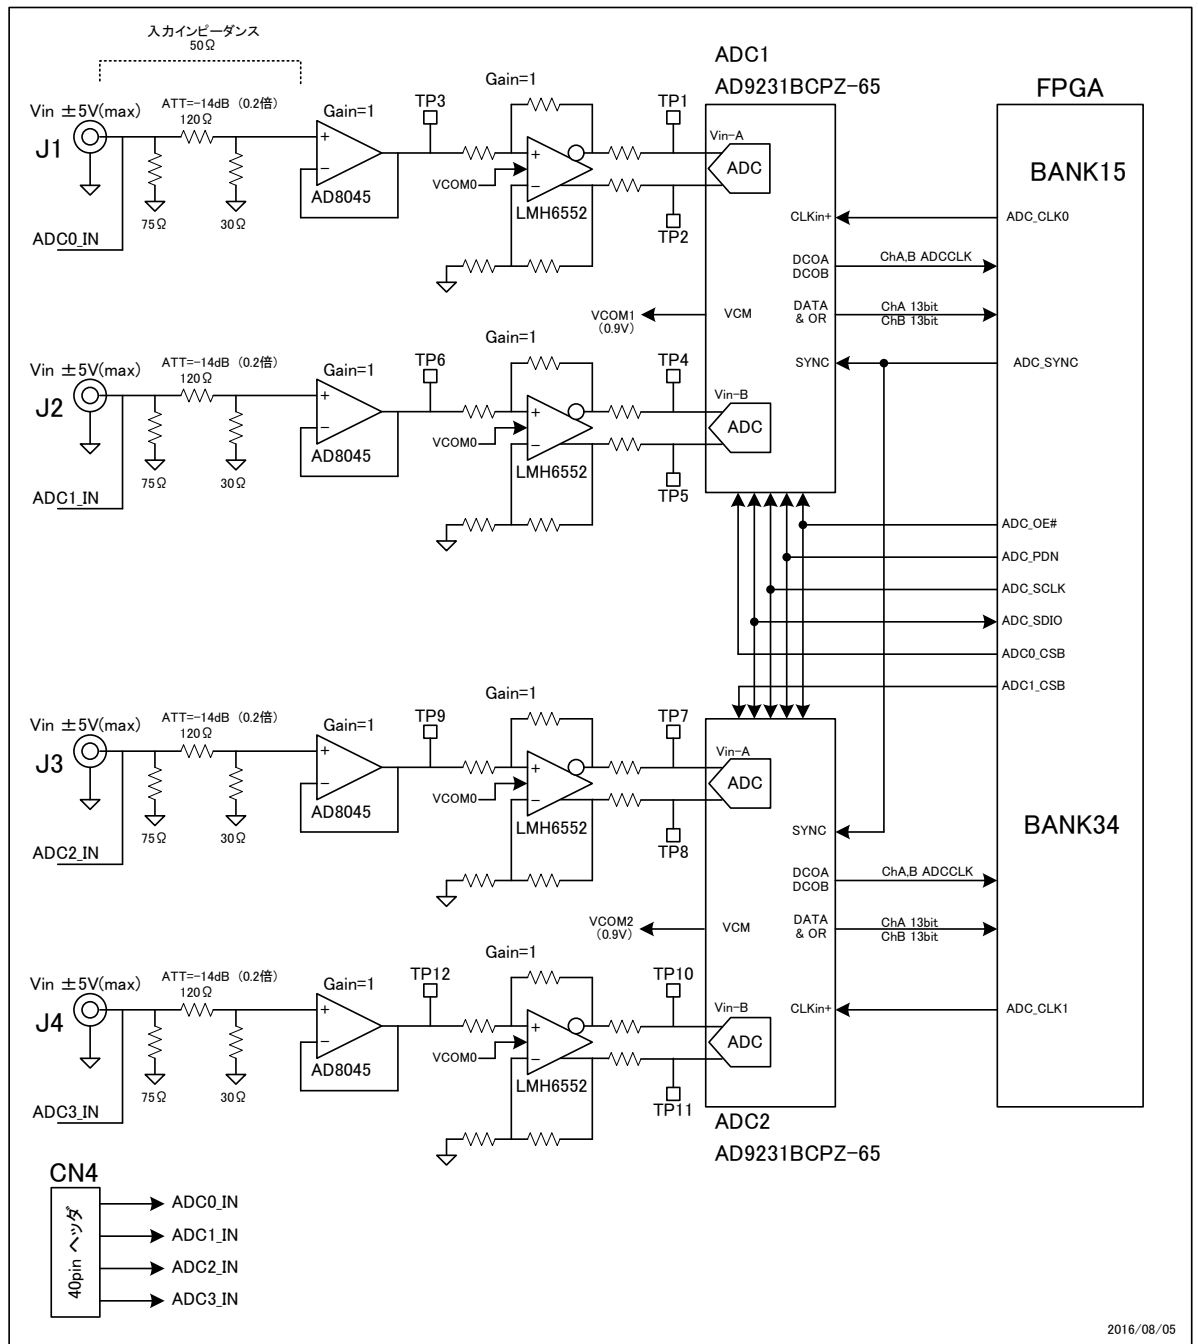 入力インピーダンス
50Ω
Vin ±5V(max)
ATT=-14dB (0.2倍)
120Ω
Gain=1
TP3
Gain=1
TP1
ADC1
AD9231BCPZ-65
FPGA
J1
+
−
AD8045
VCOM0
+
−
LMH6552
Vin-A
ADC
BANK15
75Ω
30Ω
TP2
CLKin+
ADC_CLK0
ADC0_IN
DCOA
DCOB
ChA,B ADCCLK
VCOM1
(0.9V)
VCM
DATA
& OR
ChA 13bit
ChB 13bit
Vin ±5V(max)
ATT=-14dB (0.2倍)
120Ω
Gain=1
TP6
Gain=1
TP4
SYNC
ADC_SYNC
J2
+
−
AD8045
VCOM0
+
−
LMH6552
Vin-B
ADC
75Ω
30Ω
TP5
ADC1_IN
ADC_OE#
ADC_PDN
ADC_SCLK
ADC_SDIO
ADC0_CSB
ADC1_CSB
Vin ±5V(max)
ATT=-14dB (0.2倍)
120Ω
Gain=1
TP9
Gain=1
TP7
J3
+
−
AD8045
VCOM0
+
−
LMH6552
Vin-A
ADC
75Ω
30Ω
TP8
SYNC
BANK34
ADC2_IN
DCOA
DCOB
ChA,B ADCCLK
VCOM2
(0.9V)
VCM
DATA
& OR
ChA 13bit
ChB 13bit
Vin ±5V(max)
ATT=-14dB (0.2倍)
120Ω
Gain=1
TP12
Gain=1
TP10
J4
+
−
AD8045
VCOM0
+
−
LMH6552
Vin-B
ADC
CLKin+
ADC_CLK1
75Ω
30Ω
TP11
ADC3_IN
ADC2
AD9231BCPZ-65
CN4
40pin ヘッダ
ADC0_IN
ADC1_IN
ADC2_IN
ADC3_IN
2016/08/05